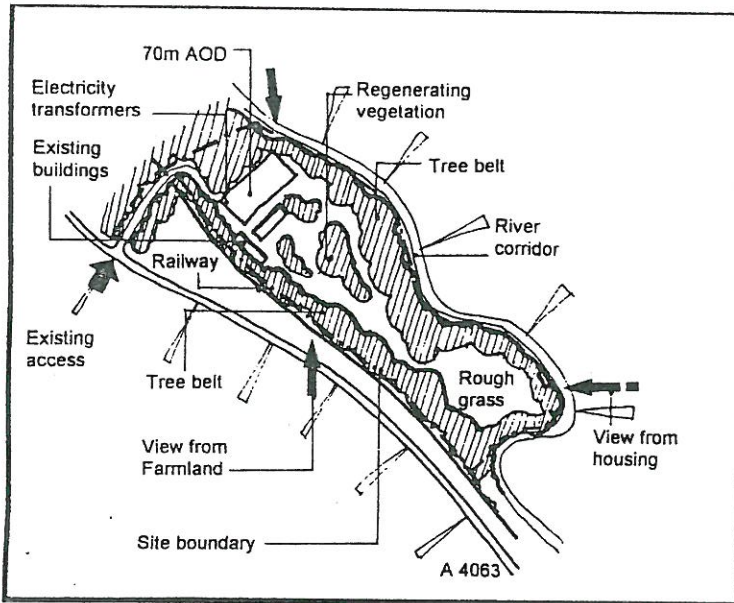 70m AOD
Electricity
transformers
Regenerating
vegetation
Existing
buildings
Tree belt
River
corridor
Railway
Existing
access
Tree belt
Rough
grass
View from
Farmland
View from
housing
Site boundary
A 4063